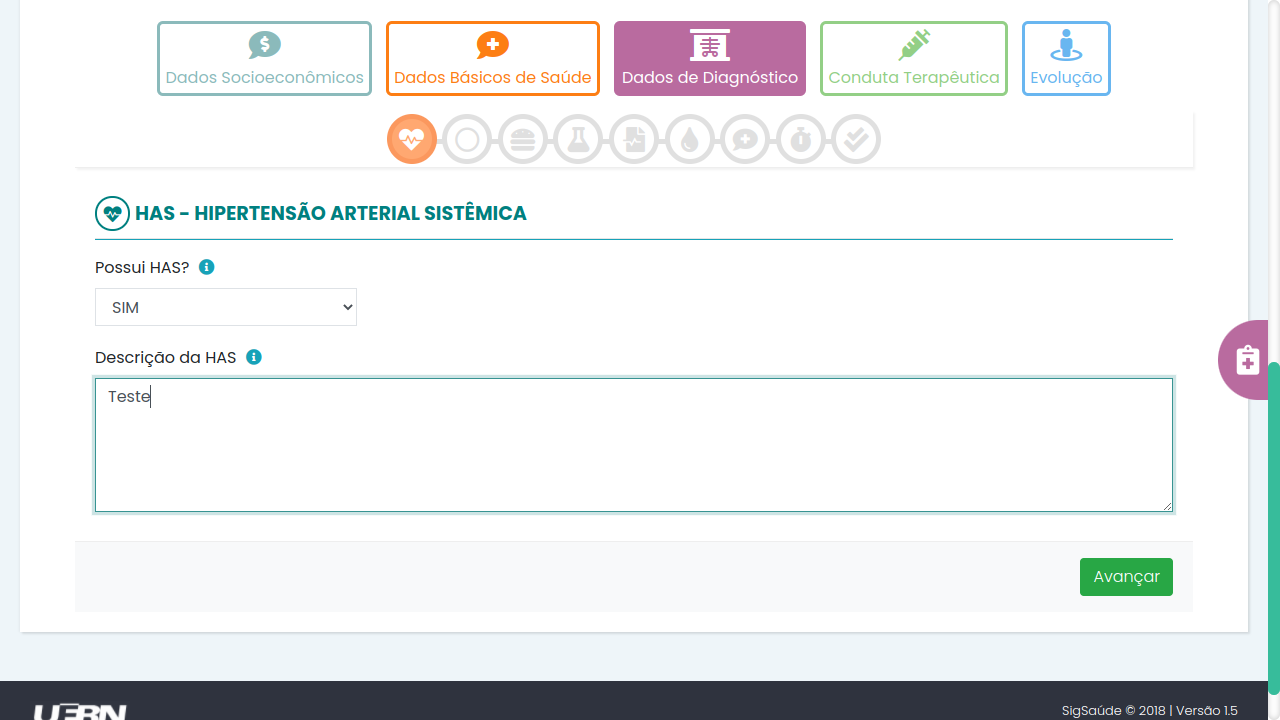 Dados Socioeconômicos
Dados Básicos de Saúde
Dados de Diagnóstico
Conduta Terapêutica
Evolução
HAS - HIPERTENSÃO ARTERIAL SISTÊMICA
Possui HAS?
SIM
Descrição da HAS
Teste
Avançar
UFRN
SigSaúde © 2018 | Versão 1.5